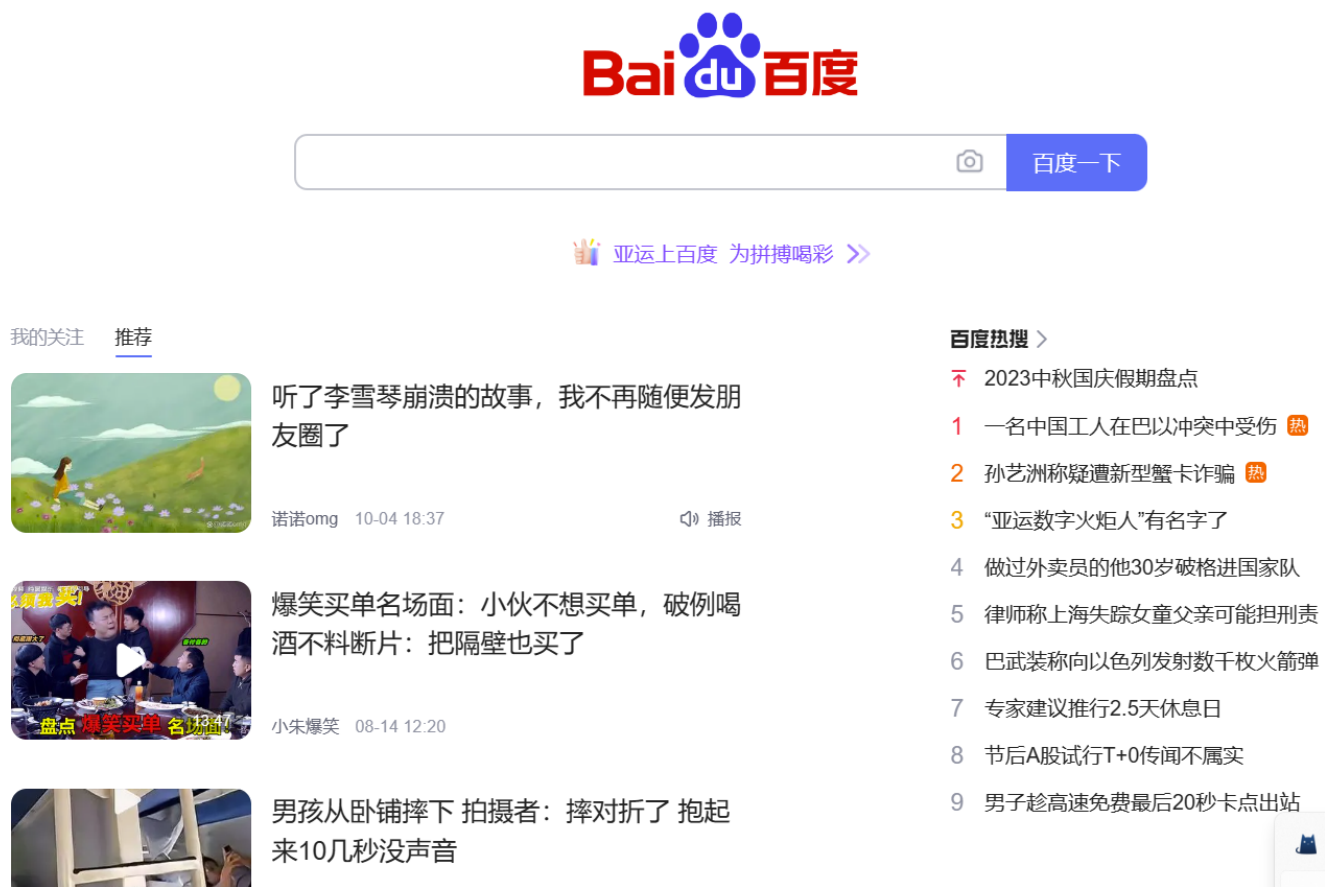 Bai du 百度
百度一下
亚运上百度 为拼搏喝彩
我的关注 推荐
听了李雪琴崩溃的故事，我不再随便发朋
友圈了
诺诺omg 10-04 18:37 播报
买!
盘点 爆笑买单 名场面!
13:47
爆笑买单名场面：小伙不想买单，破例喝
酒不料断片：把隔壁也买了
小朱爆笑 08-14 12:20
男孩从卧铺摔下 拍摄者：摔对折了 抱起
来10几秒没声音
百度热搜
2023中秋国庆假期盘点
1 一名中国工人在巴以冲突中受伤 热
2 孙艺洲称疑遭新型蟹卡诈骗 热
3 “亚运数字火炬人”有名字了
4 做过外卖员的他30岁破格进国家队
5 律师称上海失踪女童父亲可能担刑责
6 巴武装称向以色列发射数千枚火箭弹
7 专家建议推行2.5天休息日
8 节后A股试行T+0传闻不属实
9 男子趁高速免费最后20秒卡点出站